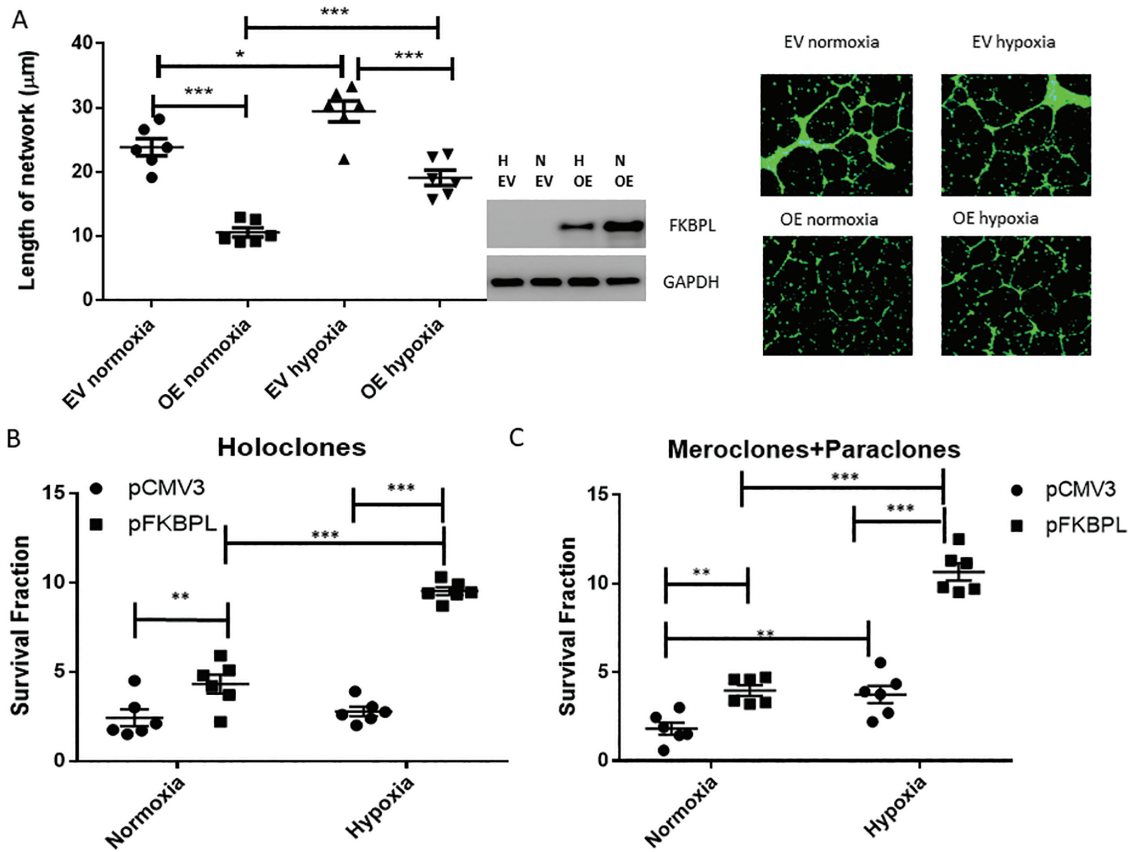 A
Length of network (μm)
40
30
20
10
0
***
*
***
***
EV normoxia
OE normoxia
EV hypoxia
OE hypoxia
H N H N
EV EV OE OE
FKBPL
GAPDH
EV normoxia
EV hypoxia
OE normoxia
OE hypoxia
B
Holoclones
pCMV3
pFKBPL
Survival Fraction
15
10
5
0
***
***
**
Normoxia
Hypoxia
C
Meroclones+Paraclones
pCMV3
pFKBPL
Survival Fraction
15
10
5
0
***
***
**
**
Normoxia
Hypoxia